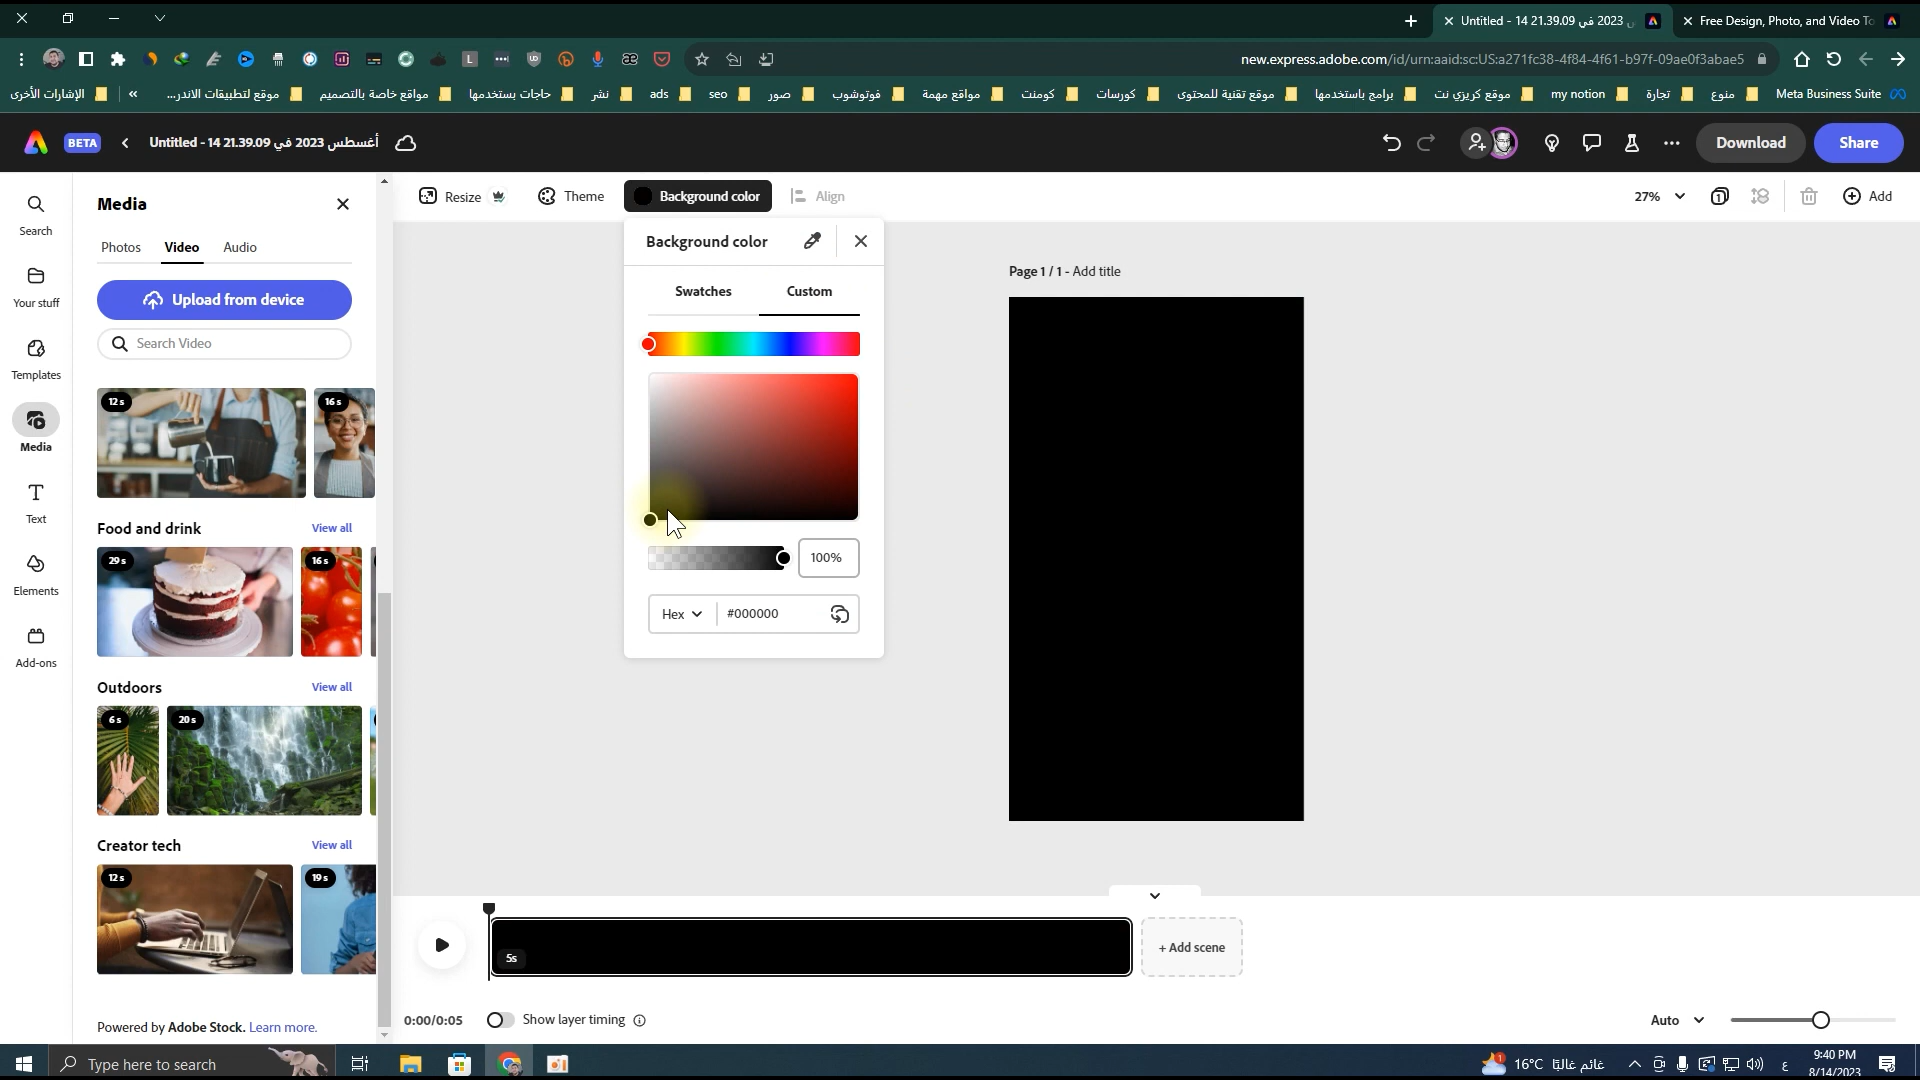 Untitled - 14 21.39.09 في 2023
Free Design, Photo, and Video To
new.express.adobe.com/id/urn:aaid:sc:US:a271fc38-4f84-4f61-b97f-09ae0f3abae5
الإشارات الأخرى
»
موقع لتطبيقات الاندر...
مواقع خاصة بالتصميم
حاجات بستخدمها
نشر
ads
seo
صور
فوتوشوب
مواقع مهمة
كومنت
كورسات
موقع تقنية للمحتوى
برامج باستخدمها
موقع كريزي نت
my notion
تجارة
منوع
Meta Business Suite
BETA
Untitled - 14 21.39.09 أغسطس 2023 في
Download
Share
Search
Your stuff
Templates
Media
Text
Elements
Add-ons
Media
Photos
Video
Audio
Upload from device
Search Video
12 s
16 s
Food and drink
View all
29 s
16 s
Outdoors
View all
6 s
20 s
Creator tech
View all
12 s
19 s
Powered by Adobe Stock. Learn more.
Resize
Theme
Background color
Align
27%
1
Add
Background color
Swatches
Custom
100%
Hex
#000000
Page 1 / 1 - Add title
5s
+ Add scene
0:00/0:05
Show layer timing
Auto
Type here to search
1
16°C غائم غالبًا
ع
9:40 PM
8/14/2023